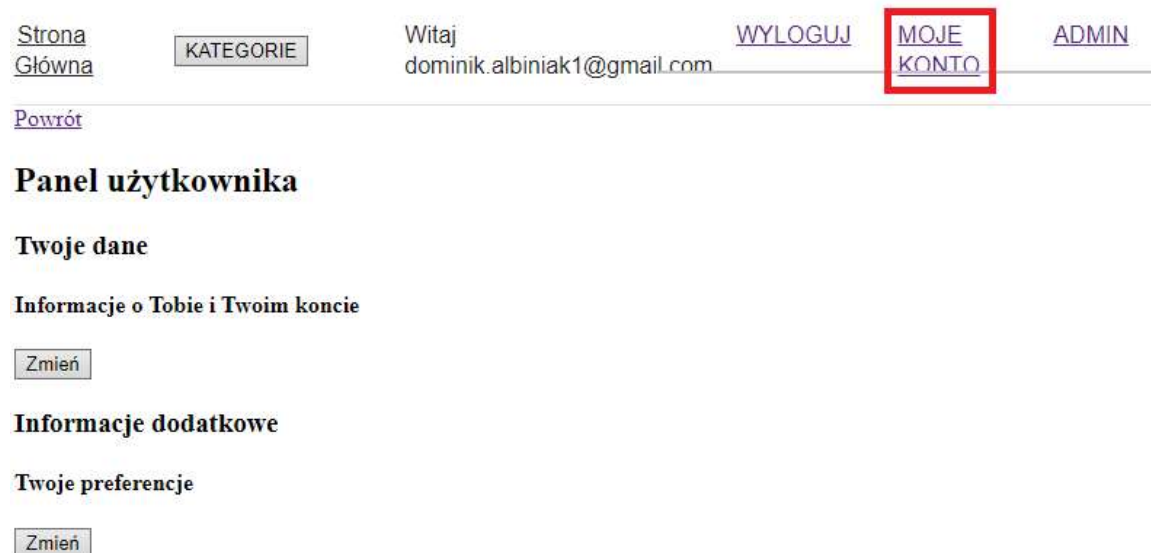 Strona Główna
KATEGORIE
Witaj dominik.albiniak1@gmail.com
WYLOGUJ
MOJE KONTO
ADMIN
Powrót
Panel użytkownika
Twoje dane
Informacje o Tobie i Twoim koncie
Zmień
Informacje dodatkowe
Twoje preferencje
Zmień